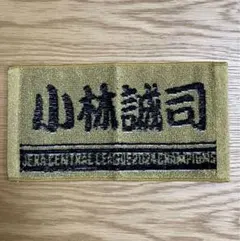 小林誠司
JERA CENTRAL LEAGUE 2024 CHAMPIONS